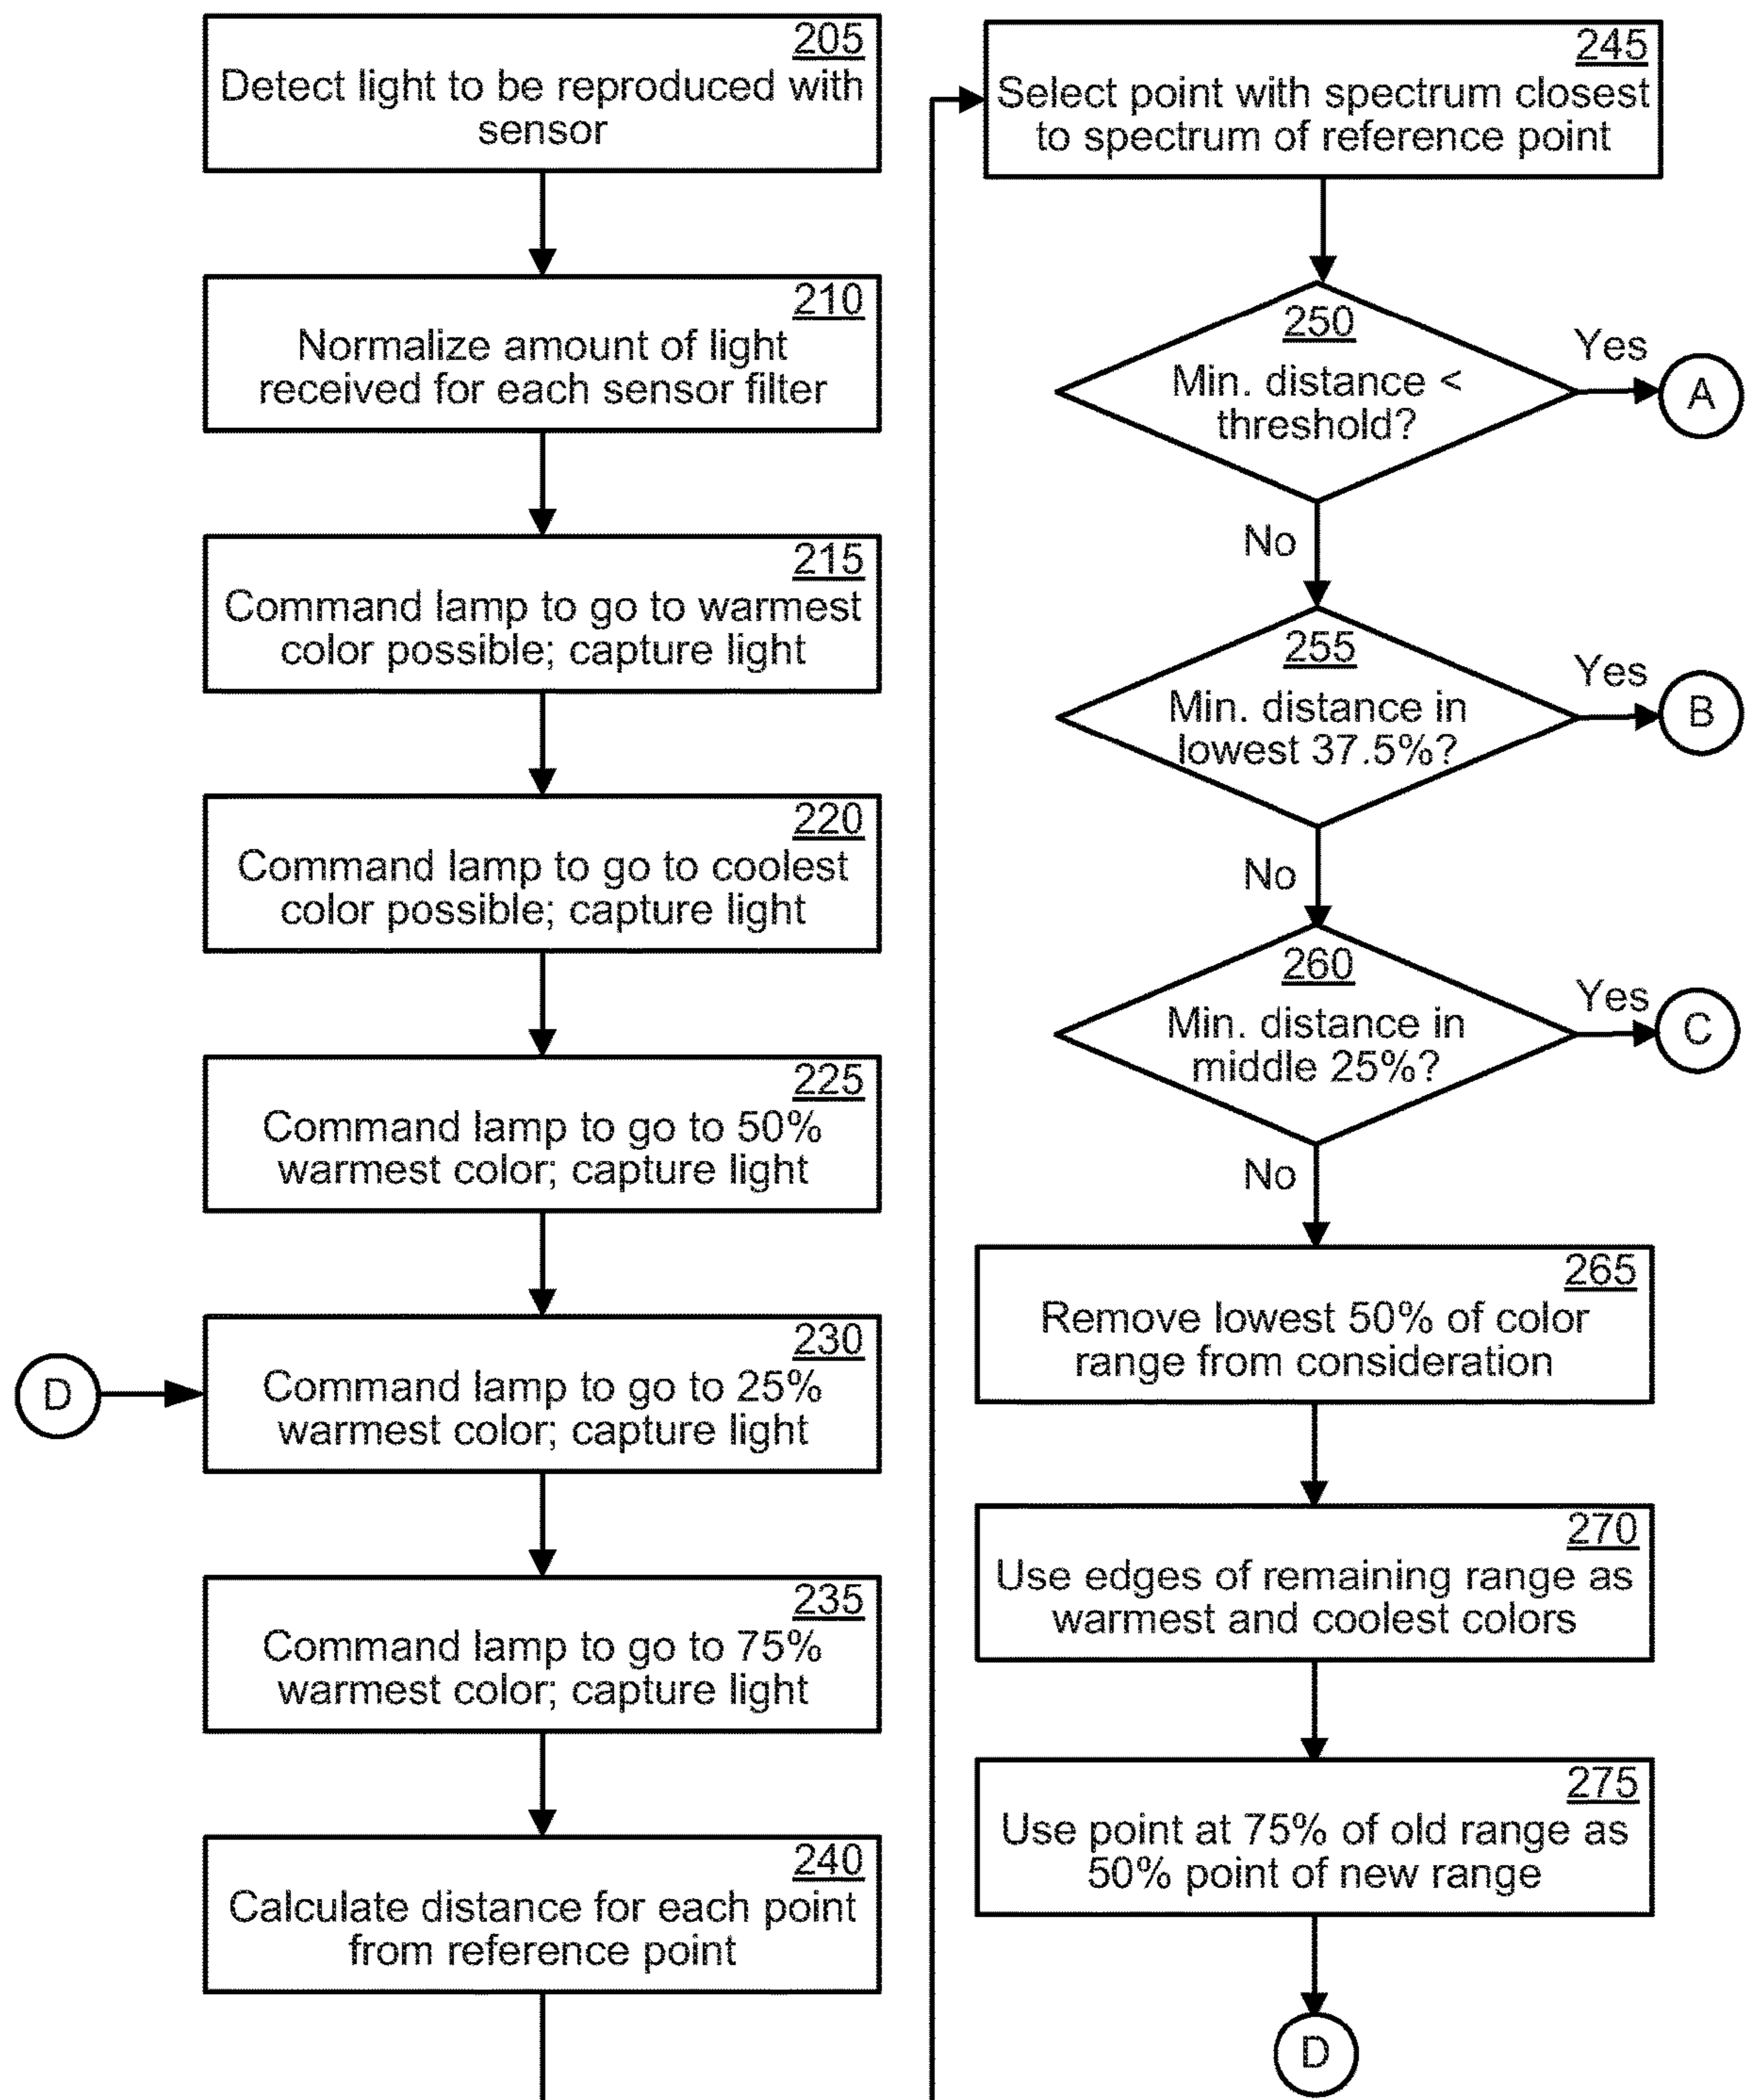 205
Detect light to be reproduced with
sensor
210
Normalize amount of light
received for each sensor filter
215
Command lamp to go to warmest
color possible; capture light
220
Command lamp to go to coolest
color possible; capture light
225
Command lamp to go to 50%
warmest color; capture light
D
230
Command lamp to go to 25%
warmest color; capture light
235
Command lamp to go to 75%
warmest color; capture light
240
Calculate distance for each point
from reference point
245
Select point with spectrum closest
to spectrum of reference point
250
Min. distance <
threshold?
Yes
A
No
255
Min. distance in
lowest 37.5%?
Yes
B
No
260
Min. distance in
middle 25%?
Yes
C
No
265
Remove lowest 50% of color
range from consideration
270
Use edges of remaining range as
warmest and coolest colors
275
Use point at 75% of old range as
50% point of new range
D